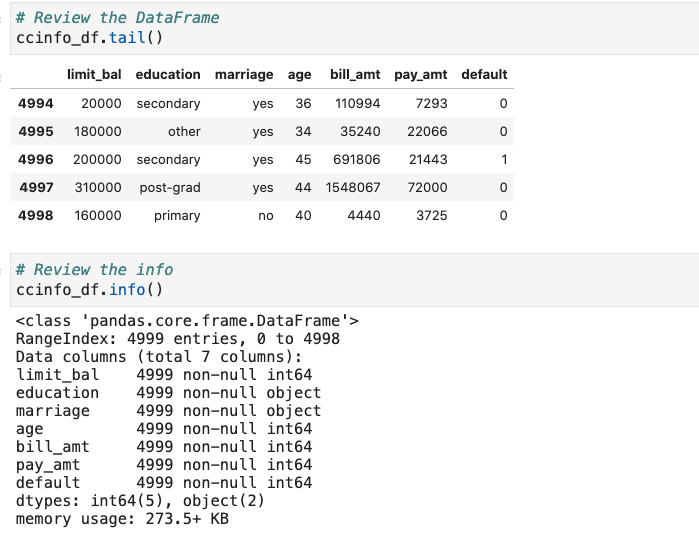 # Review the DataFrame
ccinfo_df.tail()
limit_bal education marriage age bill_amt pay_amt default
4994 20000 secondary yes 36 110994 7293 0
4995 180000 other yes 34 35240 22066 0
4996 200000 secondary yes 45 691806 21443 1
4997 310000 post-grad yes 44 1548067 72000 0
4998 160000 primary no 40 4440 3725 0
# Review the info
ccinfo_df.info()
<class 'pandas.core.frame.DataFrame'>
RangeIndex: 4999 entries, 0 to 4998
Data columns (total 7 columns):
limit_bal    4999 non-null int64
education    4999 non-null object
marriage     4999 non-null object
age          4999 non-null int64
bill_amt     4999 non-null int64
pay_amt      4999 non-null int64
default      4999 non-null int64
dtypes: int64(5), object(2)
memory usage: 273.5+ KB